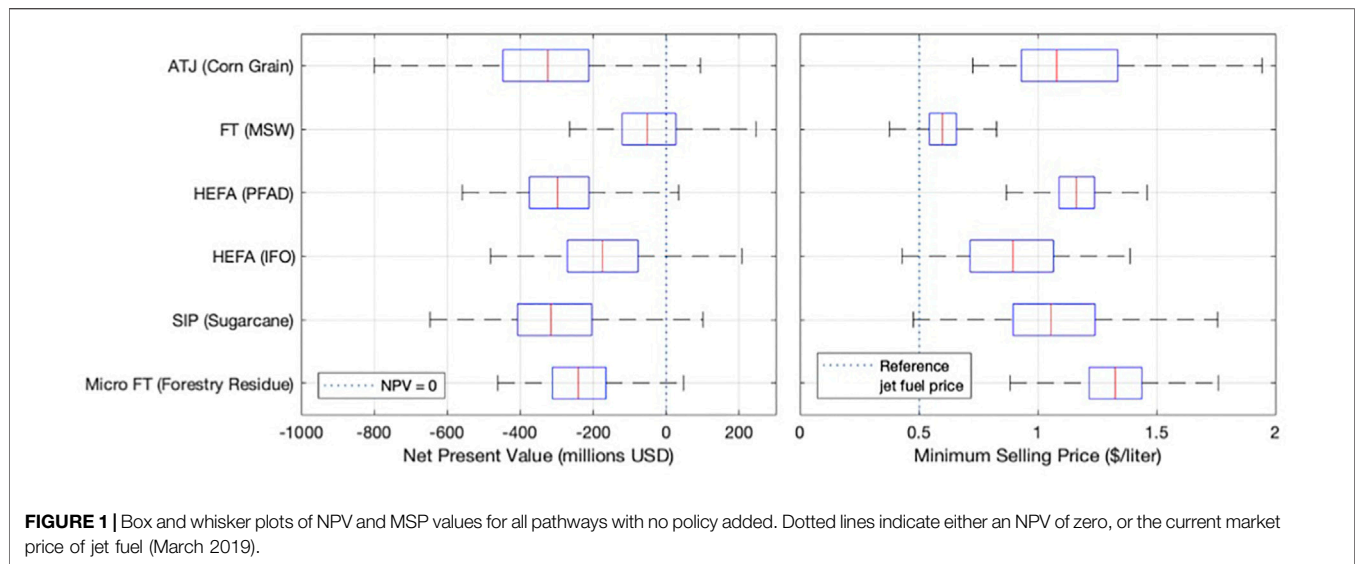 ATJ (Corn Grain)
FT (MSW)
HEFA (PFAD)
HEFA (IFO)
SIP (Sugarcane)
Micro FT (Forestry Residue)
NPV = 0
-1000 -800 -600 -400 -200 0 200
Net Present Value (millions USD)
Reference
jet fuel price
0 0.5 1 1.5 2
Minimum Selling Price ($/liter)
FIGURE 1 | Box and whisker plots of NPV and MSP values for all pathways with no policy added. Dotted lines indicate either an NPV of zero, or the current market
price of jet fuel (March 2019).